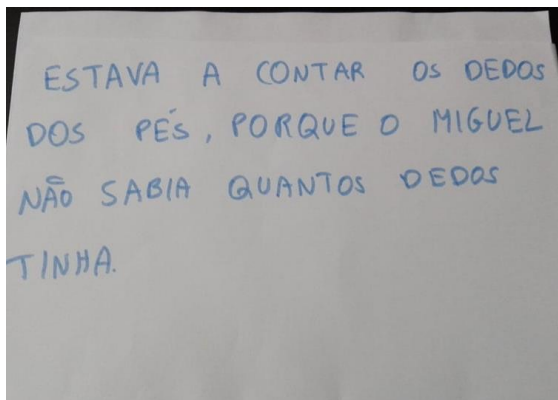 ESTAVA A CONTAR OS DEDOS
DOS PÉS, PORQUE O MIGUEL
NÃO SABIA QUANTOS DEDOS
TINHA.